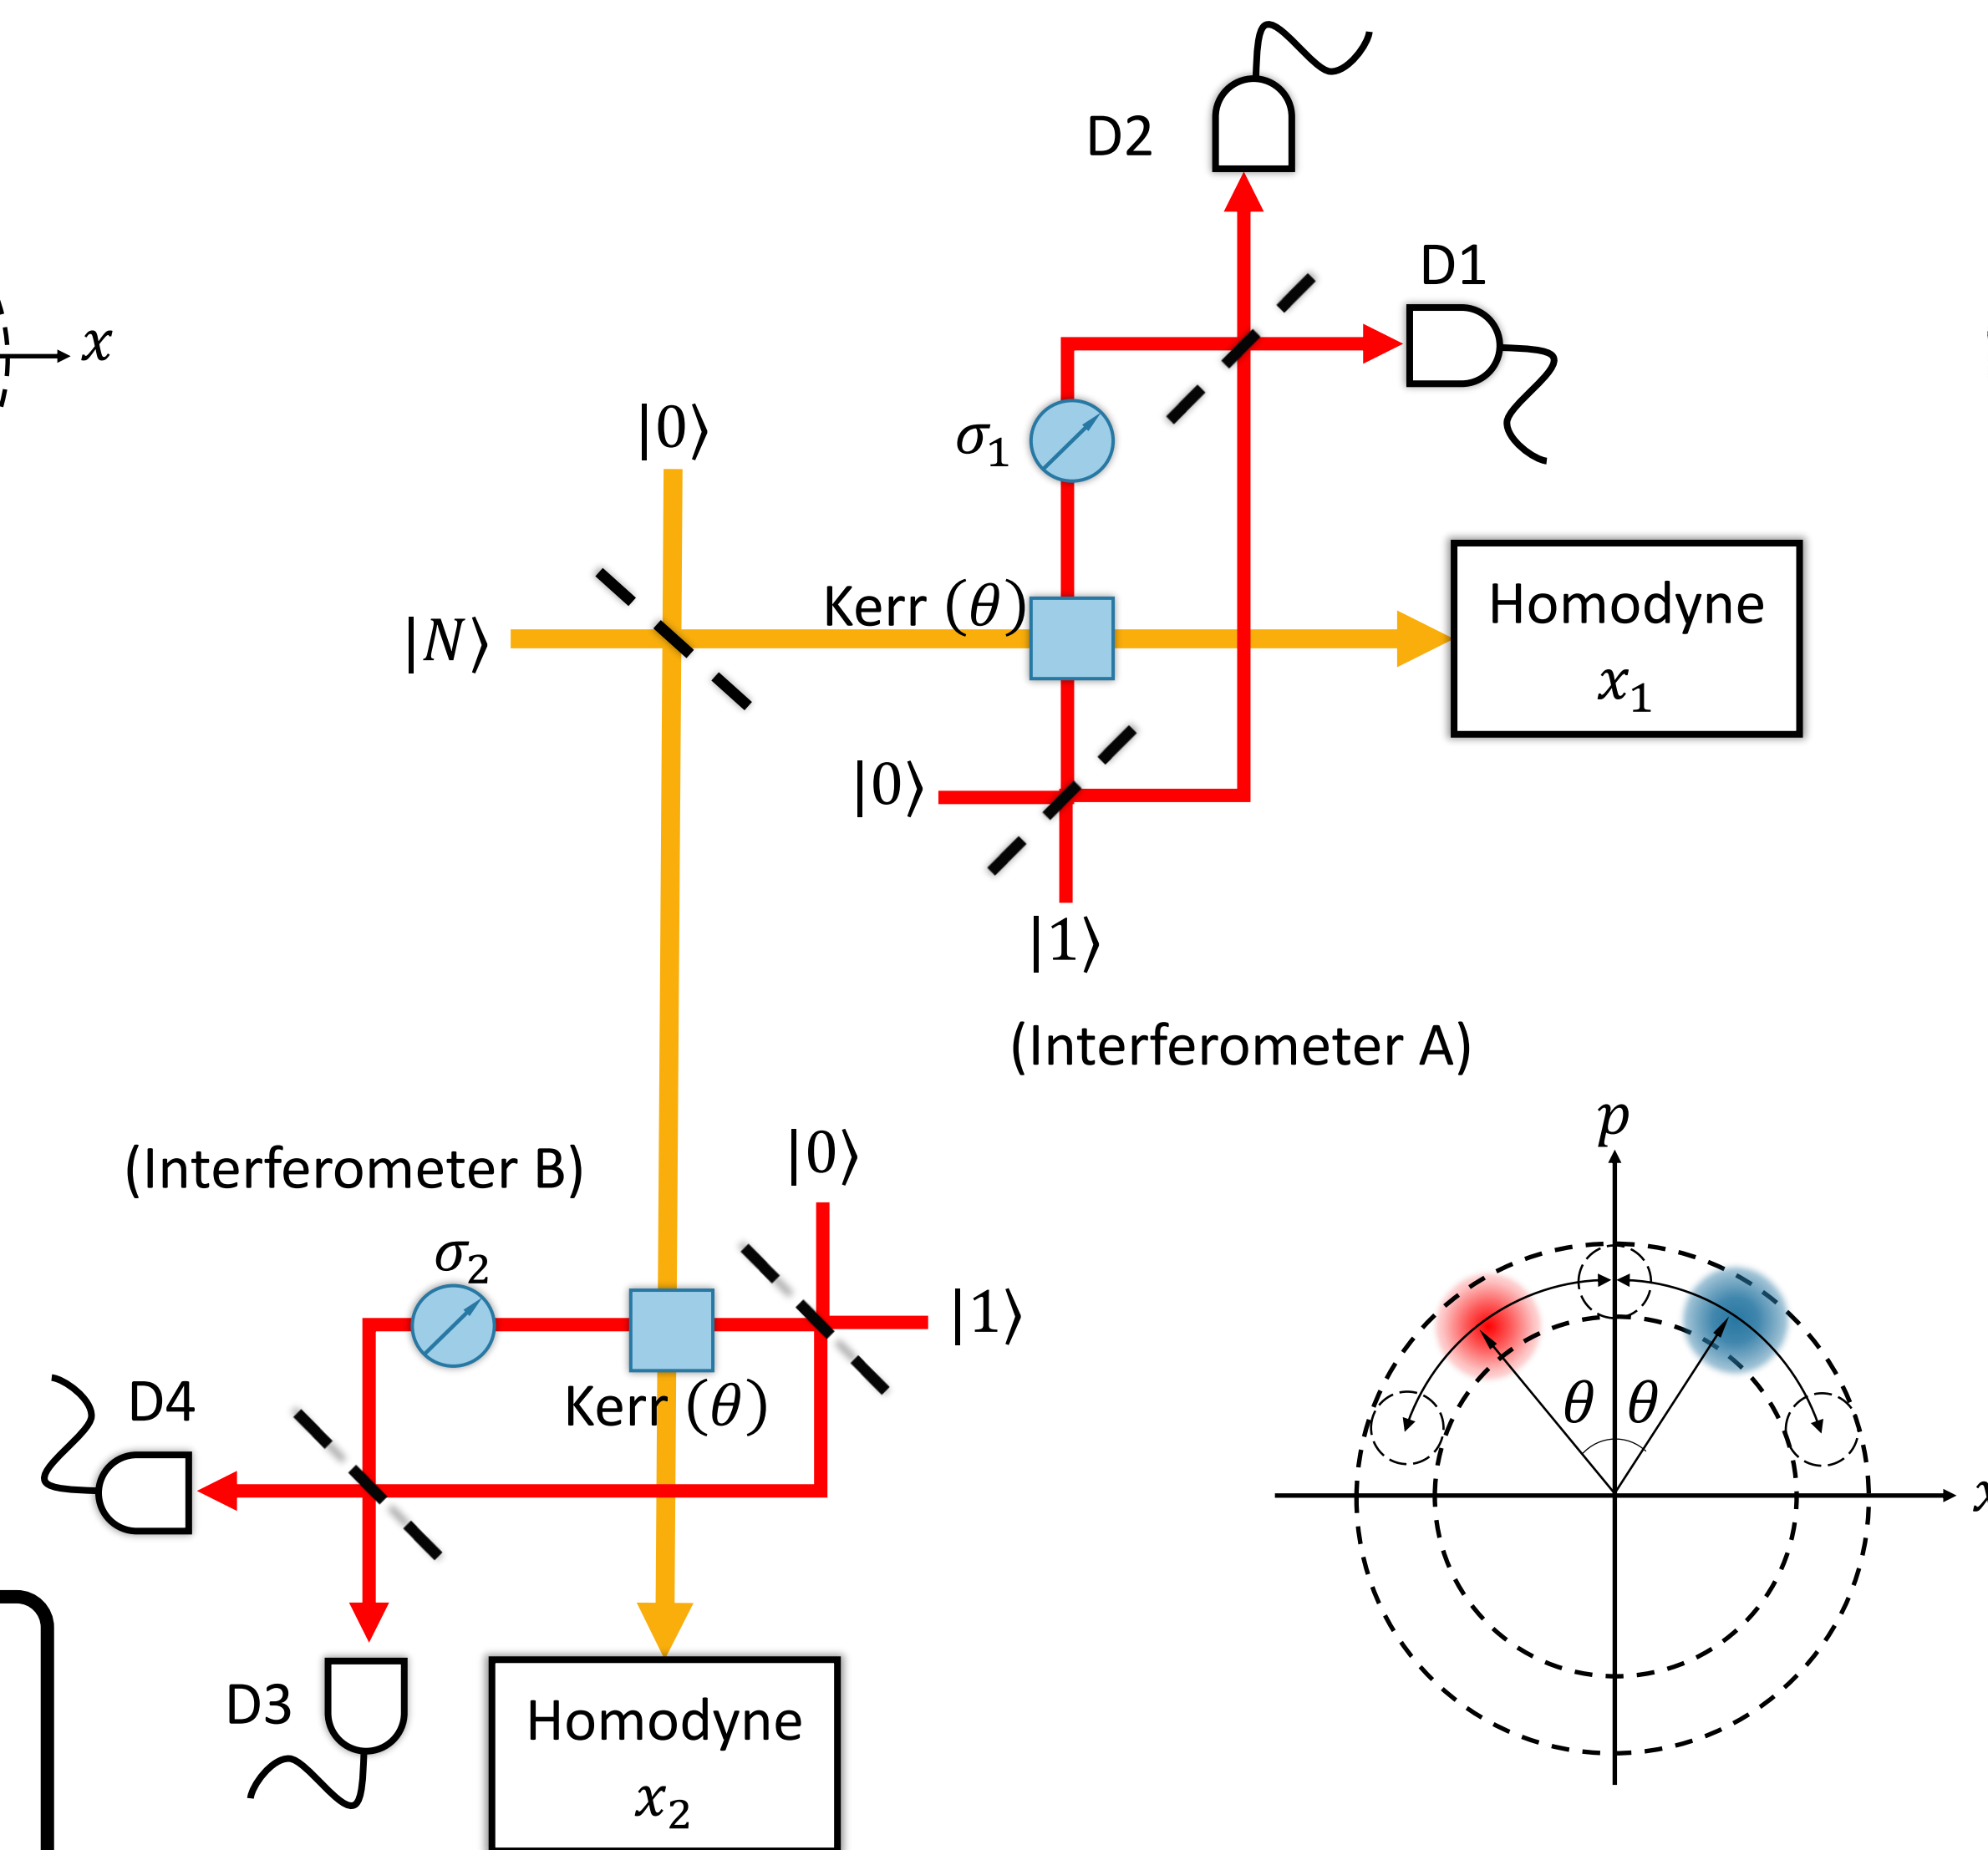 D2
D1
x
|0⟩
σ₁
|N⟩
Kerr (θ)
Homodyne
x₁
|0⟩
|1⟩
(Interferometer A)
p
(Interferometer B)
|0⟩
σ₂
|1⟩
D4
Kerr (θ)
θ θ
D3
Homodyne
x₂